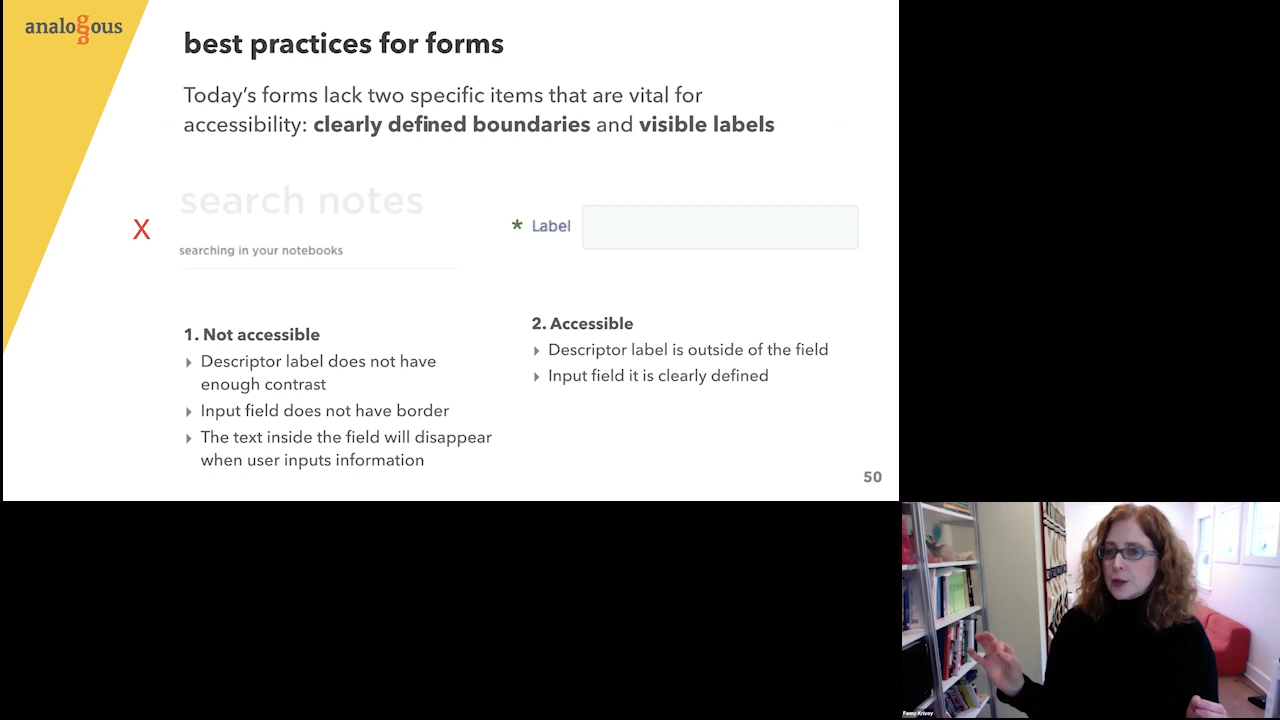 analogous
best practices for forms
Today's forms lack two specific items that are vital for
accessibility: clearly defined boundaries and visible labels
search notes
X
searching in your notebooks
* Label
1. Not accessible
Descriptor label does not have
enough contrast
Input field does not have border
The text inside the field will disappear
when user inputs information
2. Accessible
Descriptor label is outside of the field
Input field it is clearly defined
50
Fanny Krivoy